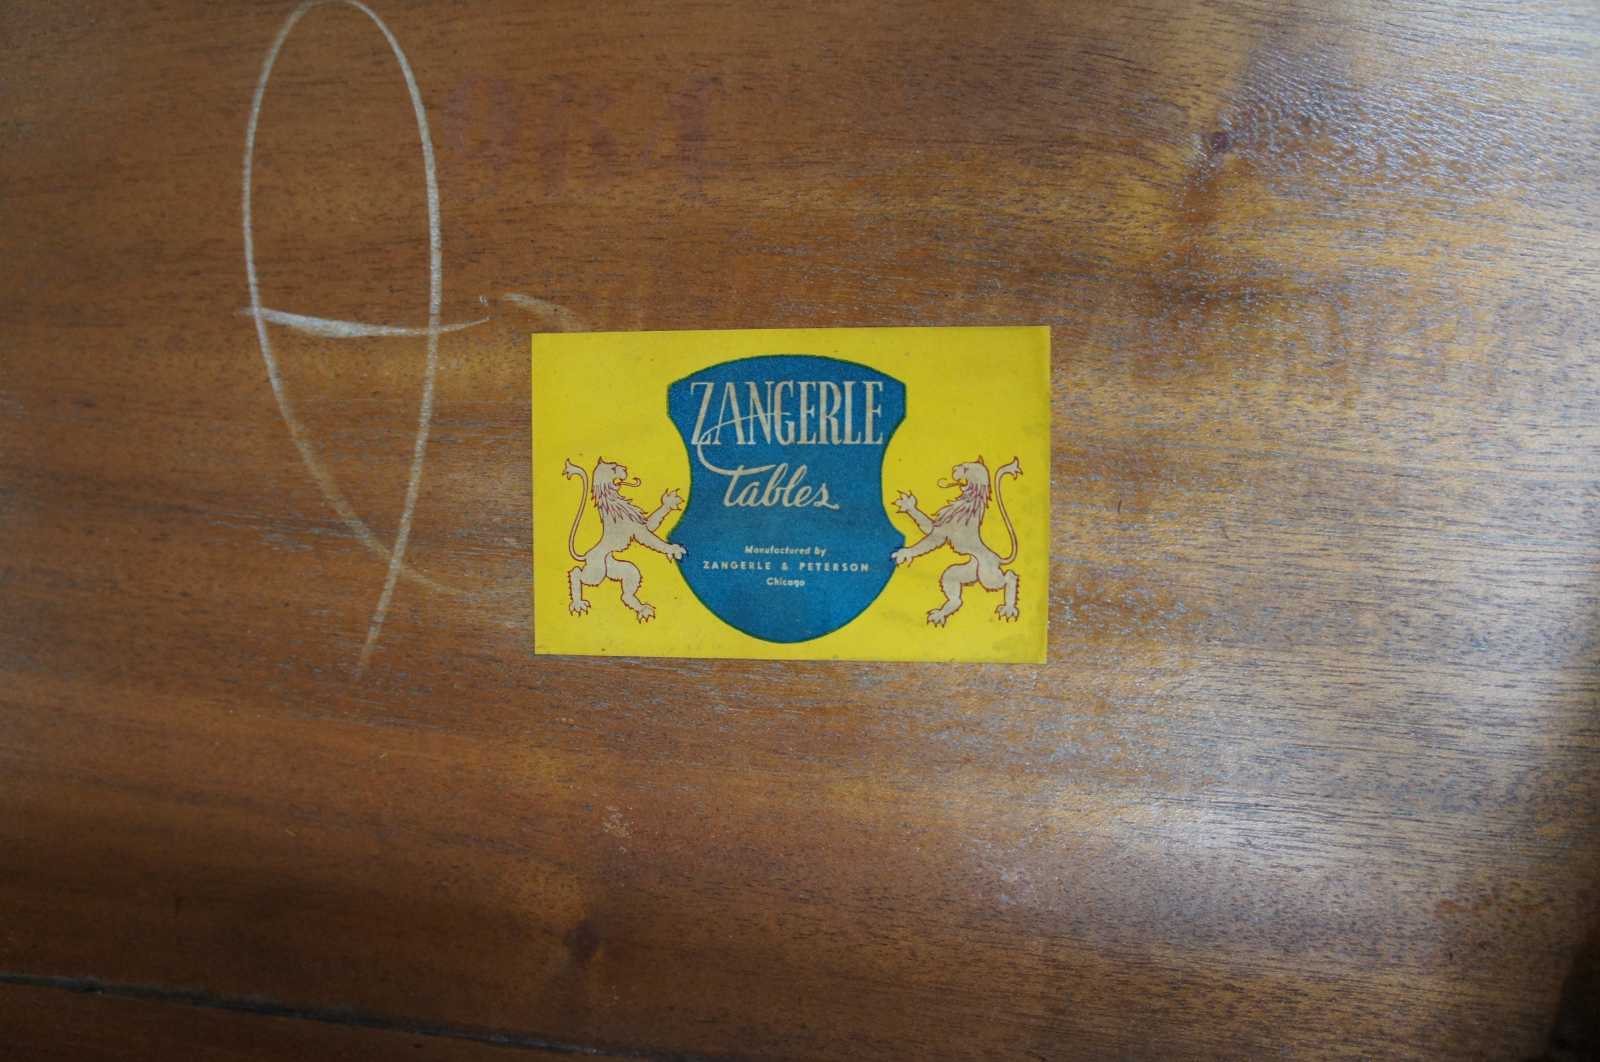 ZANGERLE
Tables
Manufactured by
ZANGERLE & PETERSON
Chicago